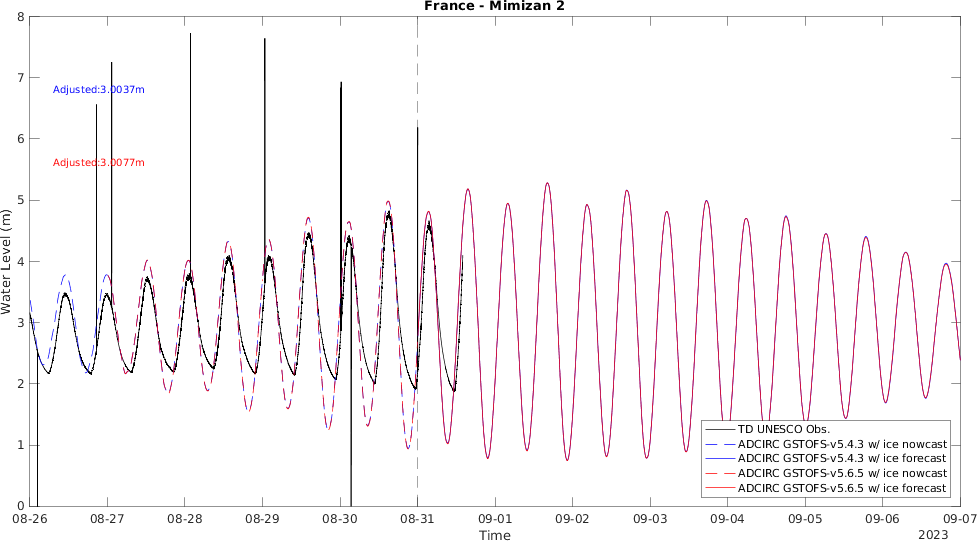 France - Mimizan 2
8
7
6
5
4
3
2
1
0
Water Level (m)
Adjusted:3.0037m
Adjusted:3.0077m
TD UNESCO Obs.
ADCIRC GSTOFS-v5.4.3 w/ ice nowcast
ADCIRC GSTOFS-v5.4.3 w/ ice forecast
ADCIRC GSTOFS-v5.6.5 w/ ice nowcast
ADCIRC GSTOFS-v5.6.5 w/ ice forecast
08-26 08-27 08-28 08-29 08-30 08-31 09-01 09-02 09-03 09-04 09-05 09-06 09-07
Time
2023